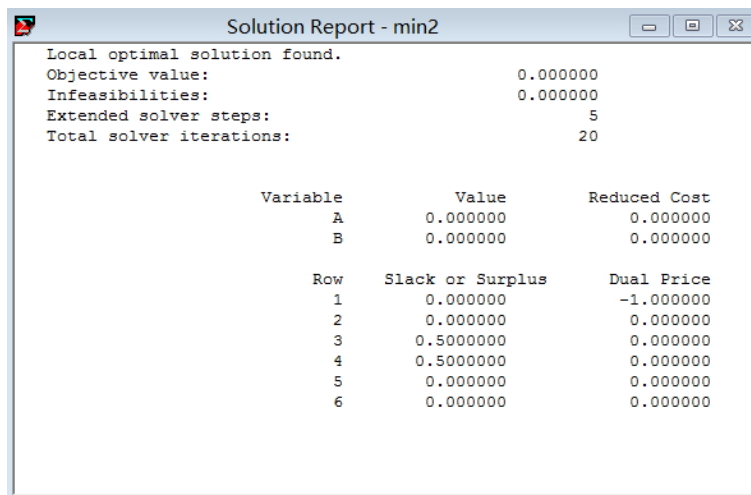 Solution Report - min2
Local optimal solution found.
Objective value: 0.000000
Infeasibilities: 0.000000
Extended solver steps: 5
Total solver iterations: 20
Variable Value Reduced Cost
A 0.000000 0.000000
B 0.000000 0.000000
Row Slack or Surplus Dual Price
1 0.000000 -1.000000
2 0.000000 0.000000
3 0.5000000 0.000000
4 0.5000000 0.000000
5 0.000000 0.000000
6 0.000000 0.000000